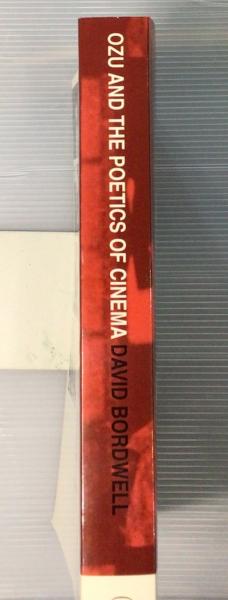 OZU AND THE POETICS OF CINEMA DAVID BORDWELL